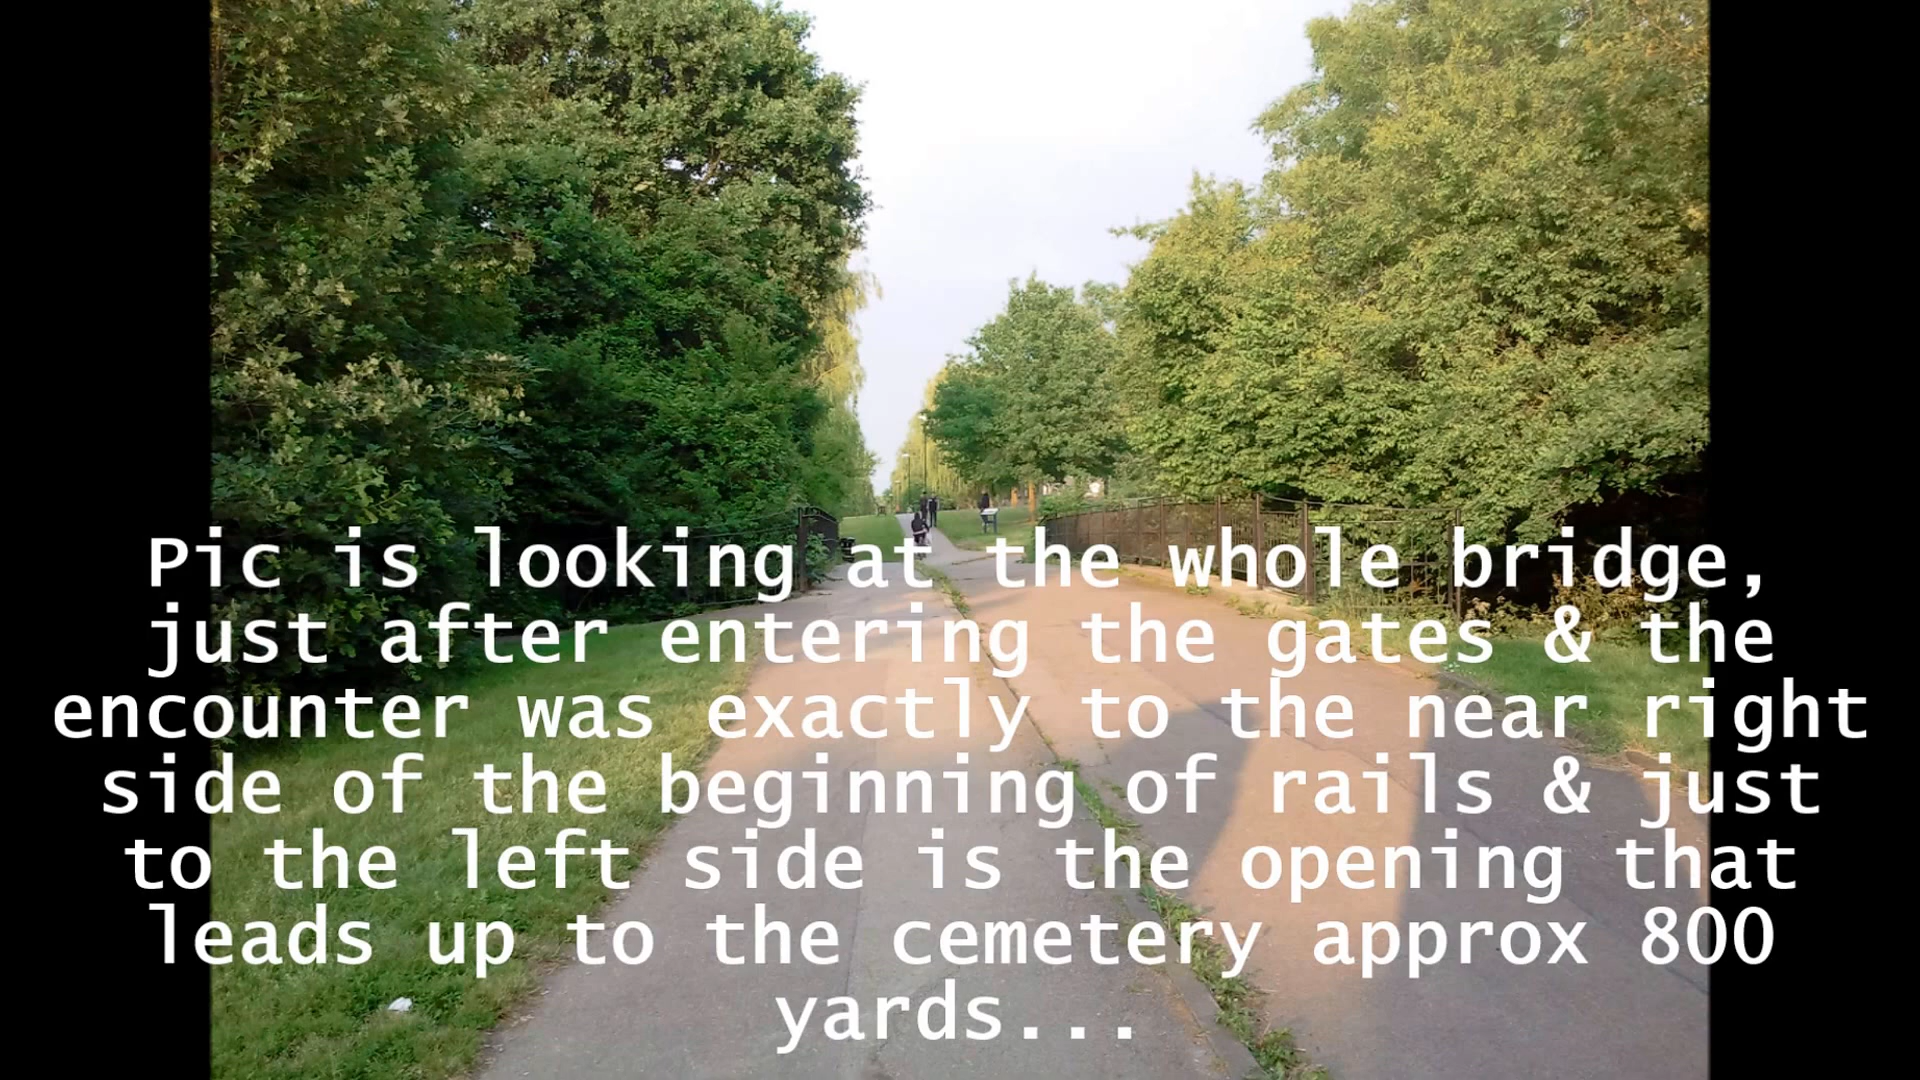 Pic is looking at the whole bridge,
just after entering the gates & the
encounter was exactly to the near right
side of the beginning of rails & just
to the left side is the opening that
leads up to the cemetery approx 800
yards...